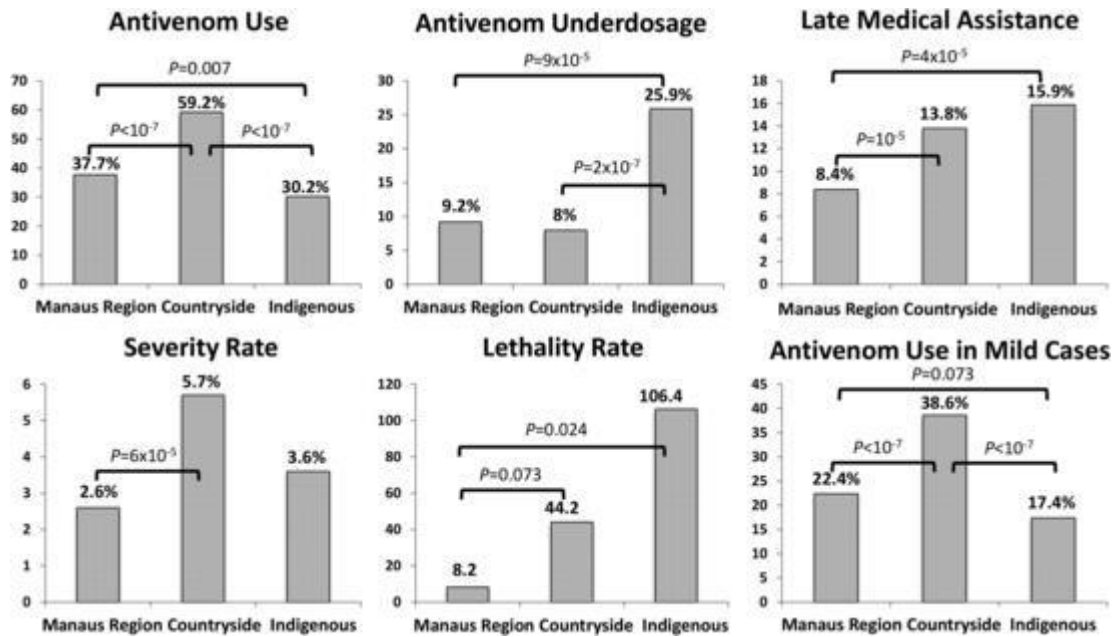 Antivenom Use
P=0.007
70
60
50
40
30
20
10
0
59.2%
P<10-7
P<10-7
37.7%
30.2%
Manaus Region Countryside Indigenous
Antivenom Underdosage
P=9x10-5
30
25
20
15
10
5
0
25.9%
P=2x10-7
9.2%
8%
Manaus Region Countryside Indigenous
Late Medical Assistance
P=4x10-5
18
16
14
12
10
8
6
4
2
0
15.9%
13.8%
P=10-5
8.4%
Manaus Region Countryside Indigenous
Severity Rate
6
5
4
3
2
1
0
5.7%
P=6x10-5
3.6%
2.6%
Manaus Region Countryside Indigenous
Lethality Rate
120
100
80
60
40
20
0
106.4
P=0.024
P=0.073
44.2
8.2
Manaus Region Countryside Indigenous
Antivenom Use in Mild Cases
P=0.073
45
40
35
30
25
20
15
10
5
0
38.6%
P<10-7
P<10-7
22.4%
17.4%
Manaus Region Countryside Indigenous